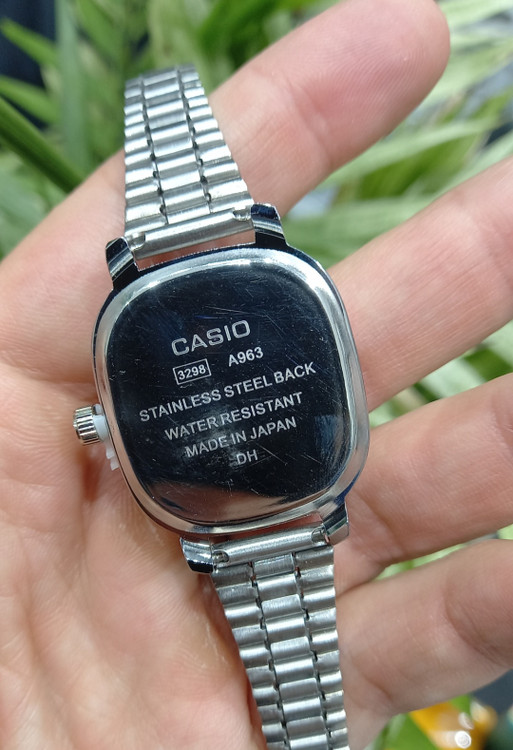 CASIO
3298 A963
STAINLESS STEEL BACK
WATER RESISTANT
MADE IN JAPAN
DH